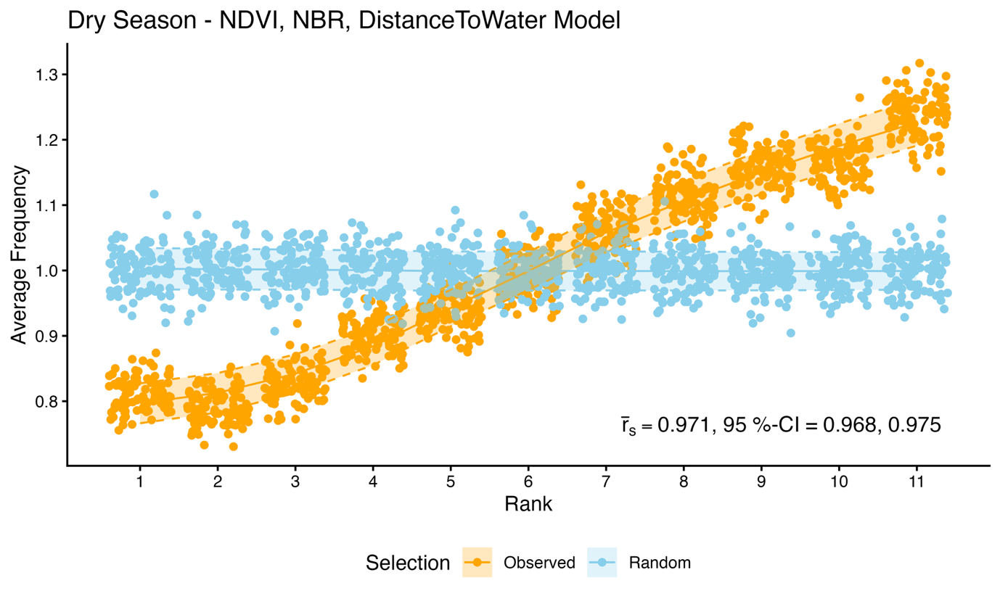 Dry Season - NDVI, NBR, DistanceToWater Model
Average Frequency
1.3
1.2
1.1
1.0
0.9
0.8
r̄s = 0.971, 95 %-CI = 0.968, 0.975
1 2 3 4 5 6 7 8 9 10 11
Rank
Selection Observed Random